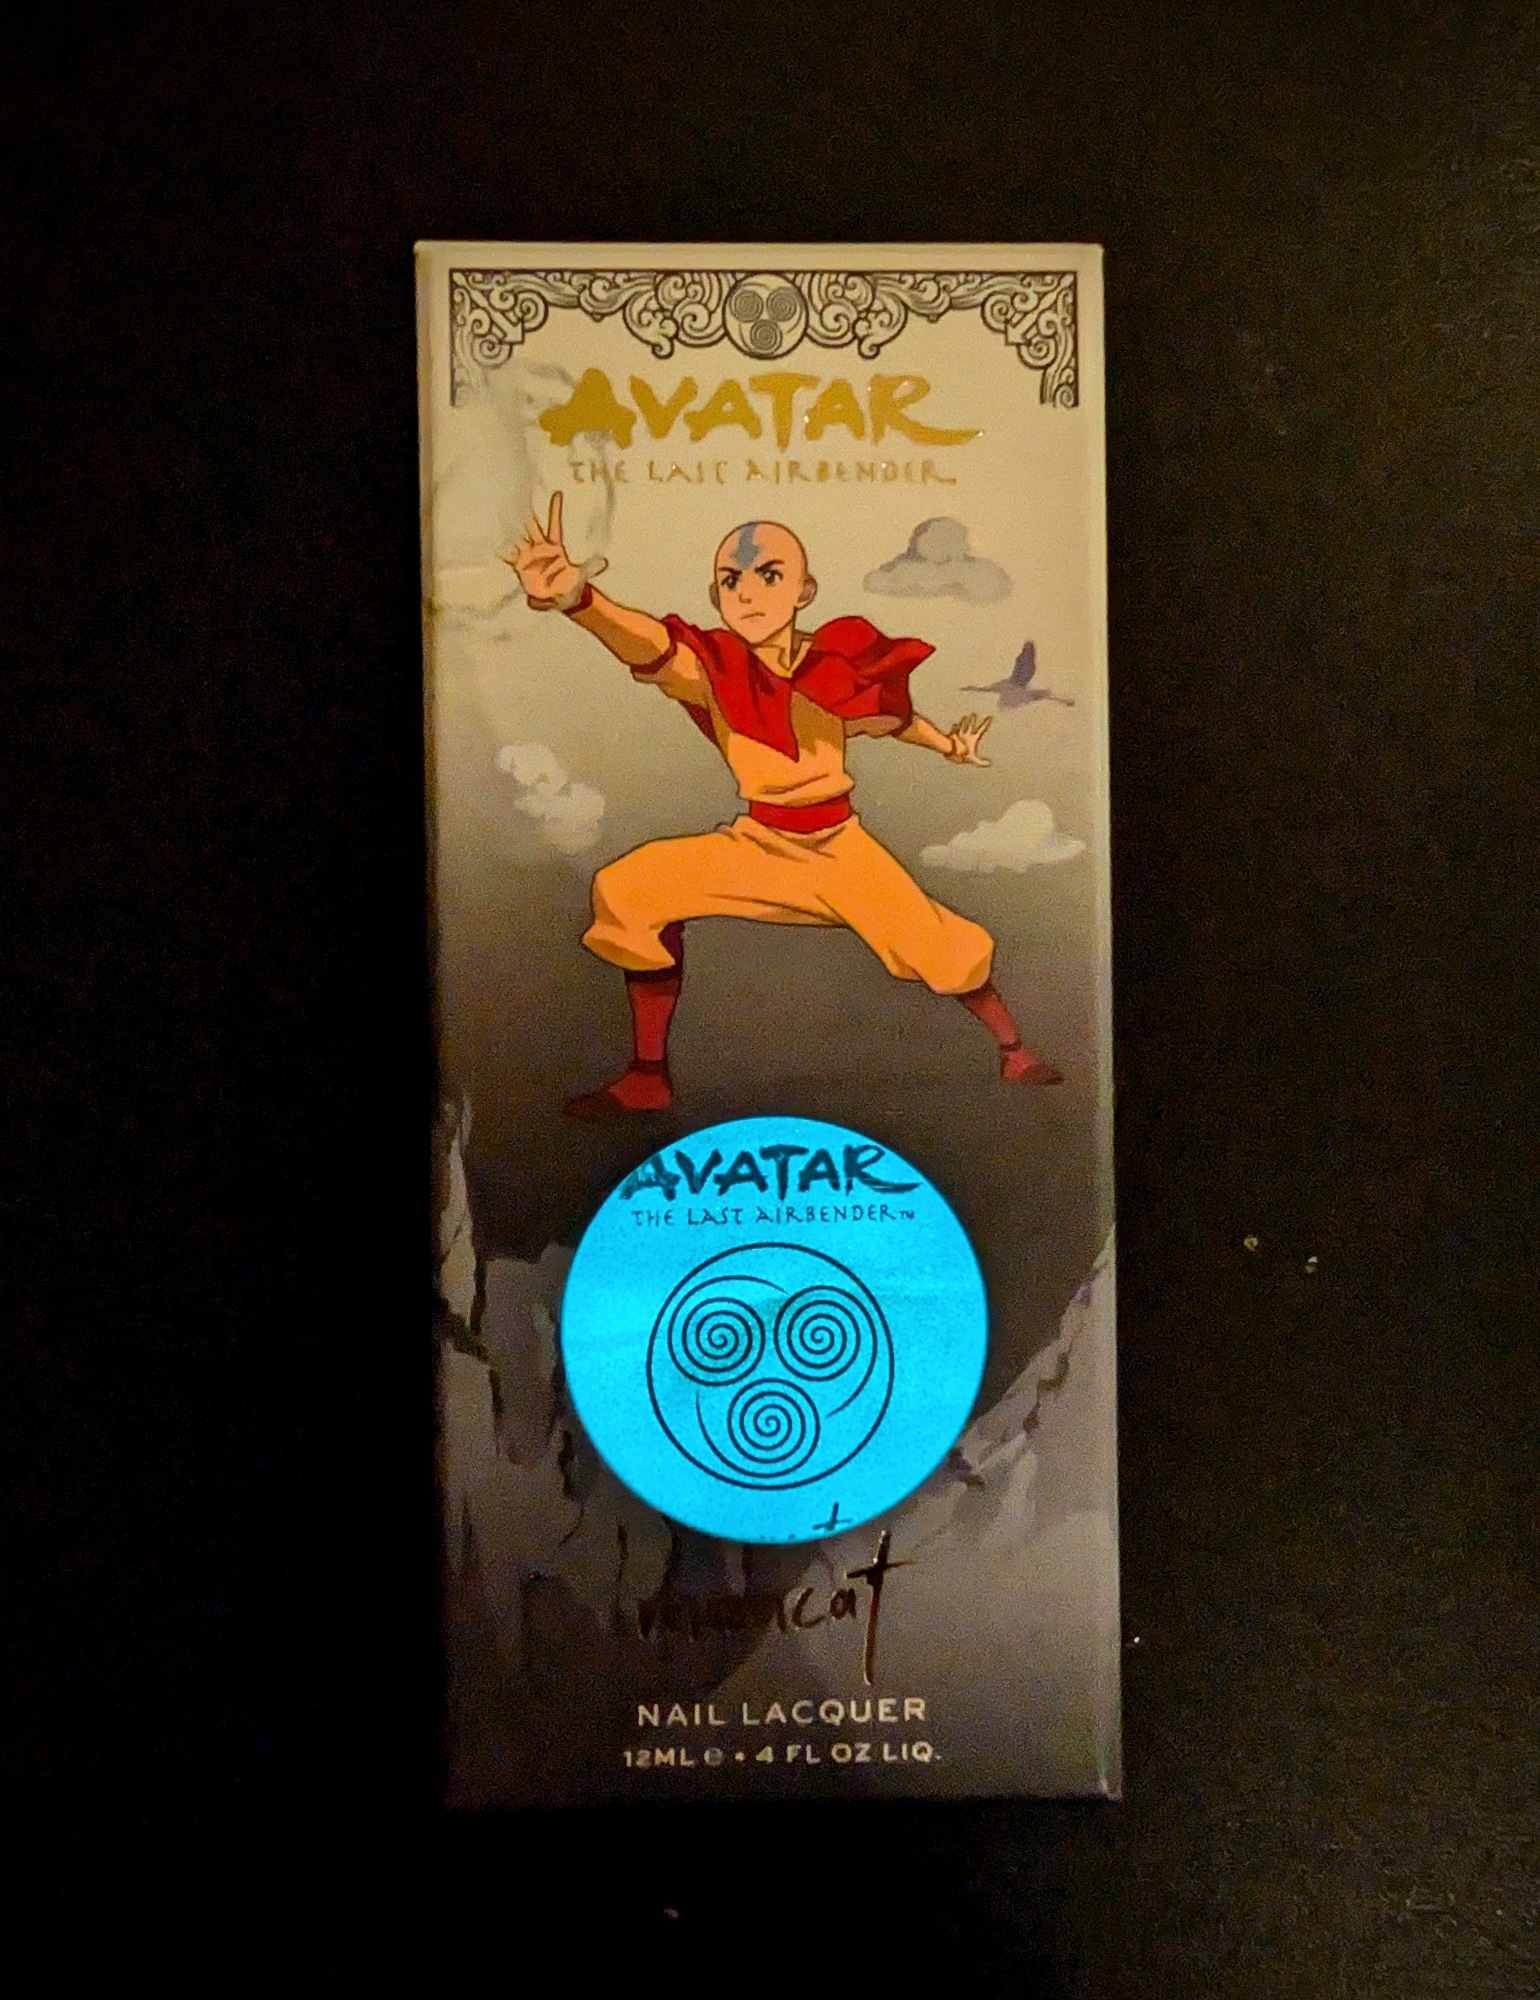 AVATAR
THE LAST AIRBENDER
AVATAR
THE LAST AIRBENDER™
NAIL LACQUER
12ML ℮ • 4 FL OZ LIQ.